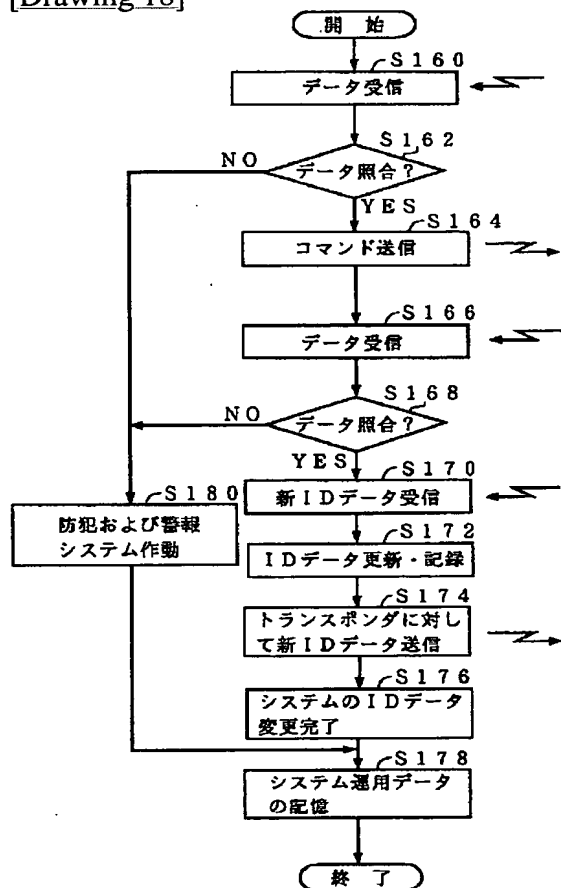 [Drawing 18]
開 始
S160
データ受信
S162
NO
データ照合?
YES
S164
コマンド送信
S166
データ受信
S168
NO
データ照合?
YES
S170
新IDデータ受信
S180
防犯および警報
システム作動
S172
IDデータ更新・記録
S174
トランスポンダに対し
て新IDデータ送信
S176
システムのIDデータ
変更完了
S178
システム運用データ
の記憶
終 了